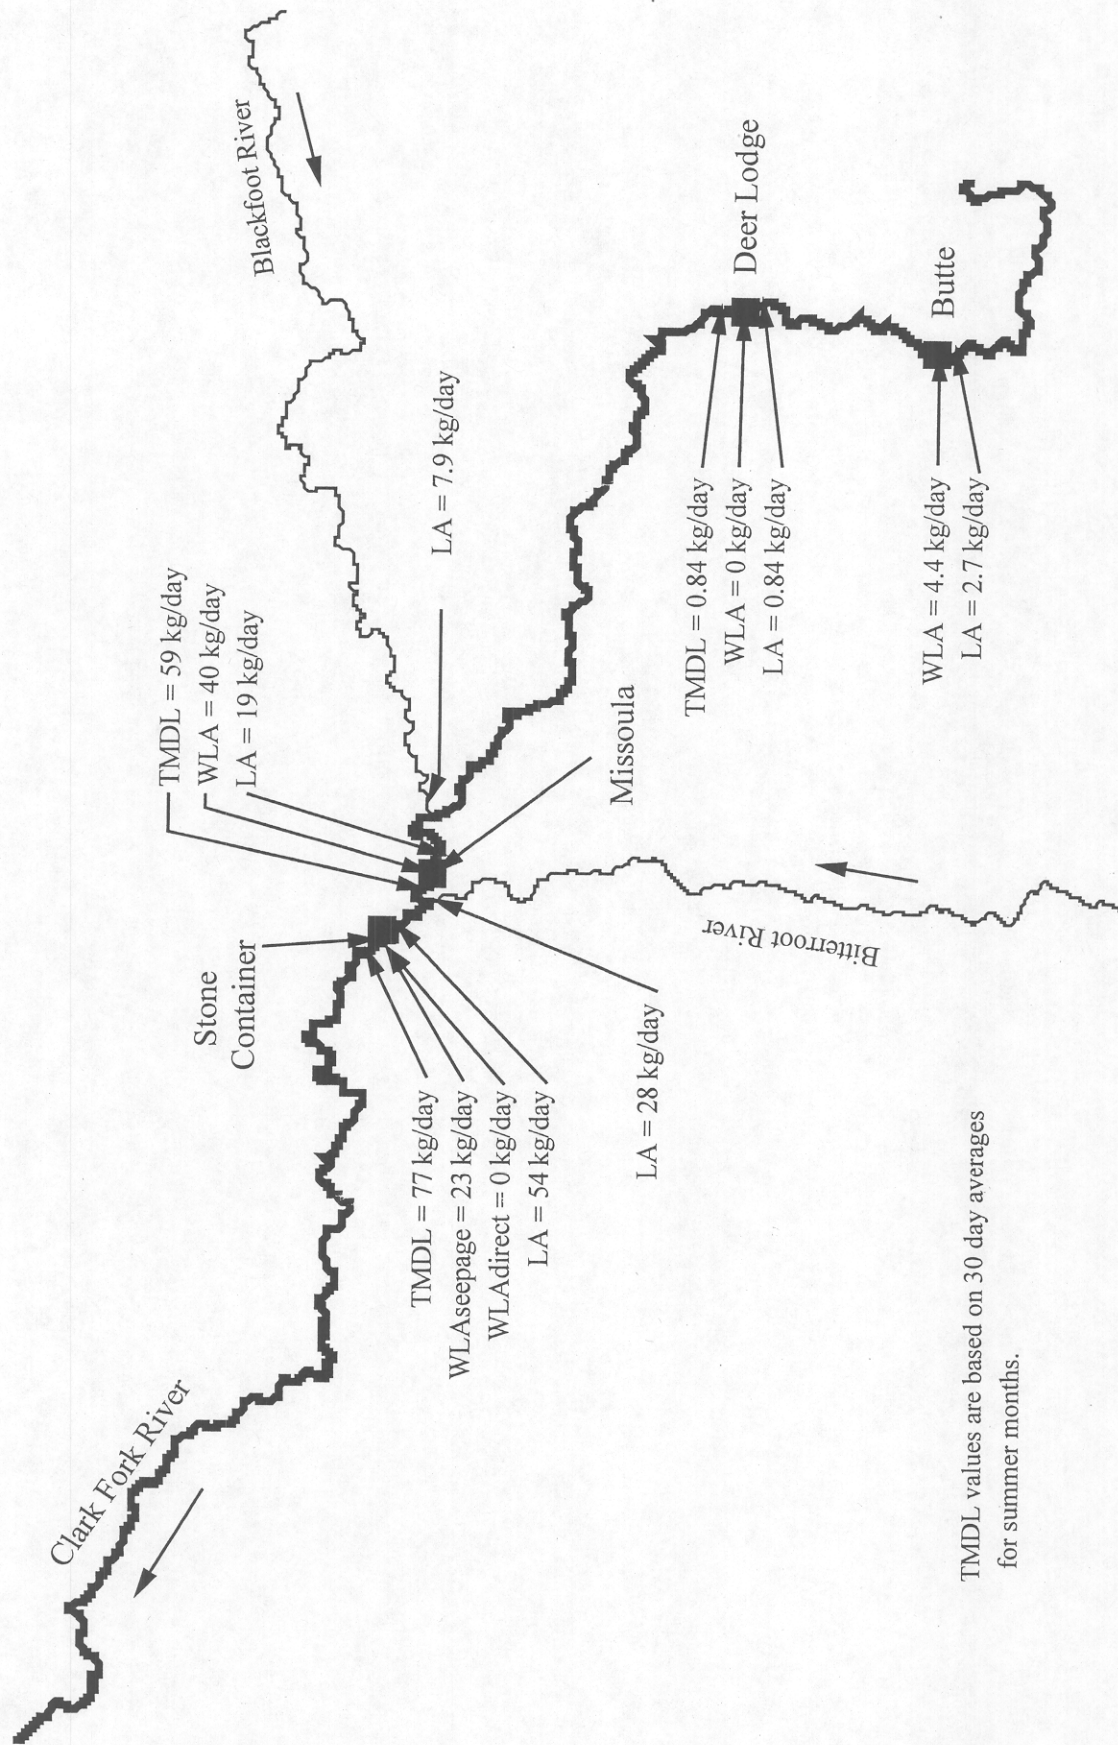 Blackfoot River
TMDL = 59 kg/day
WLA = 40 kg/day
LA = 19 kg/day
LA = 7.9 kg/day
Deer Lodge
Butte
TMDL = 0.84 kg/day
WLA = 0 kg/day
LA = 0.84 kg/day
WLA = 4.4 kg/day
LA = 2.7 kg/day
Missoula
Stone
Container
Bitterroot River
TMDL = 77 kg/day
WLAseepage = 23 kg/day
WLAdirect = 0 kg/day
LA = 54 kg/day
LA = 28 kg/day
Clark Fork River
TMDL values are based on 30 day averages
for summer months.